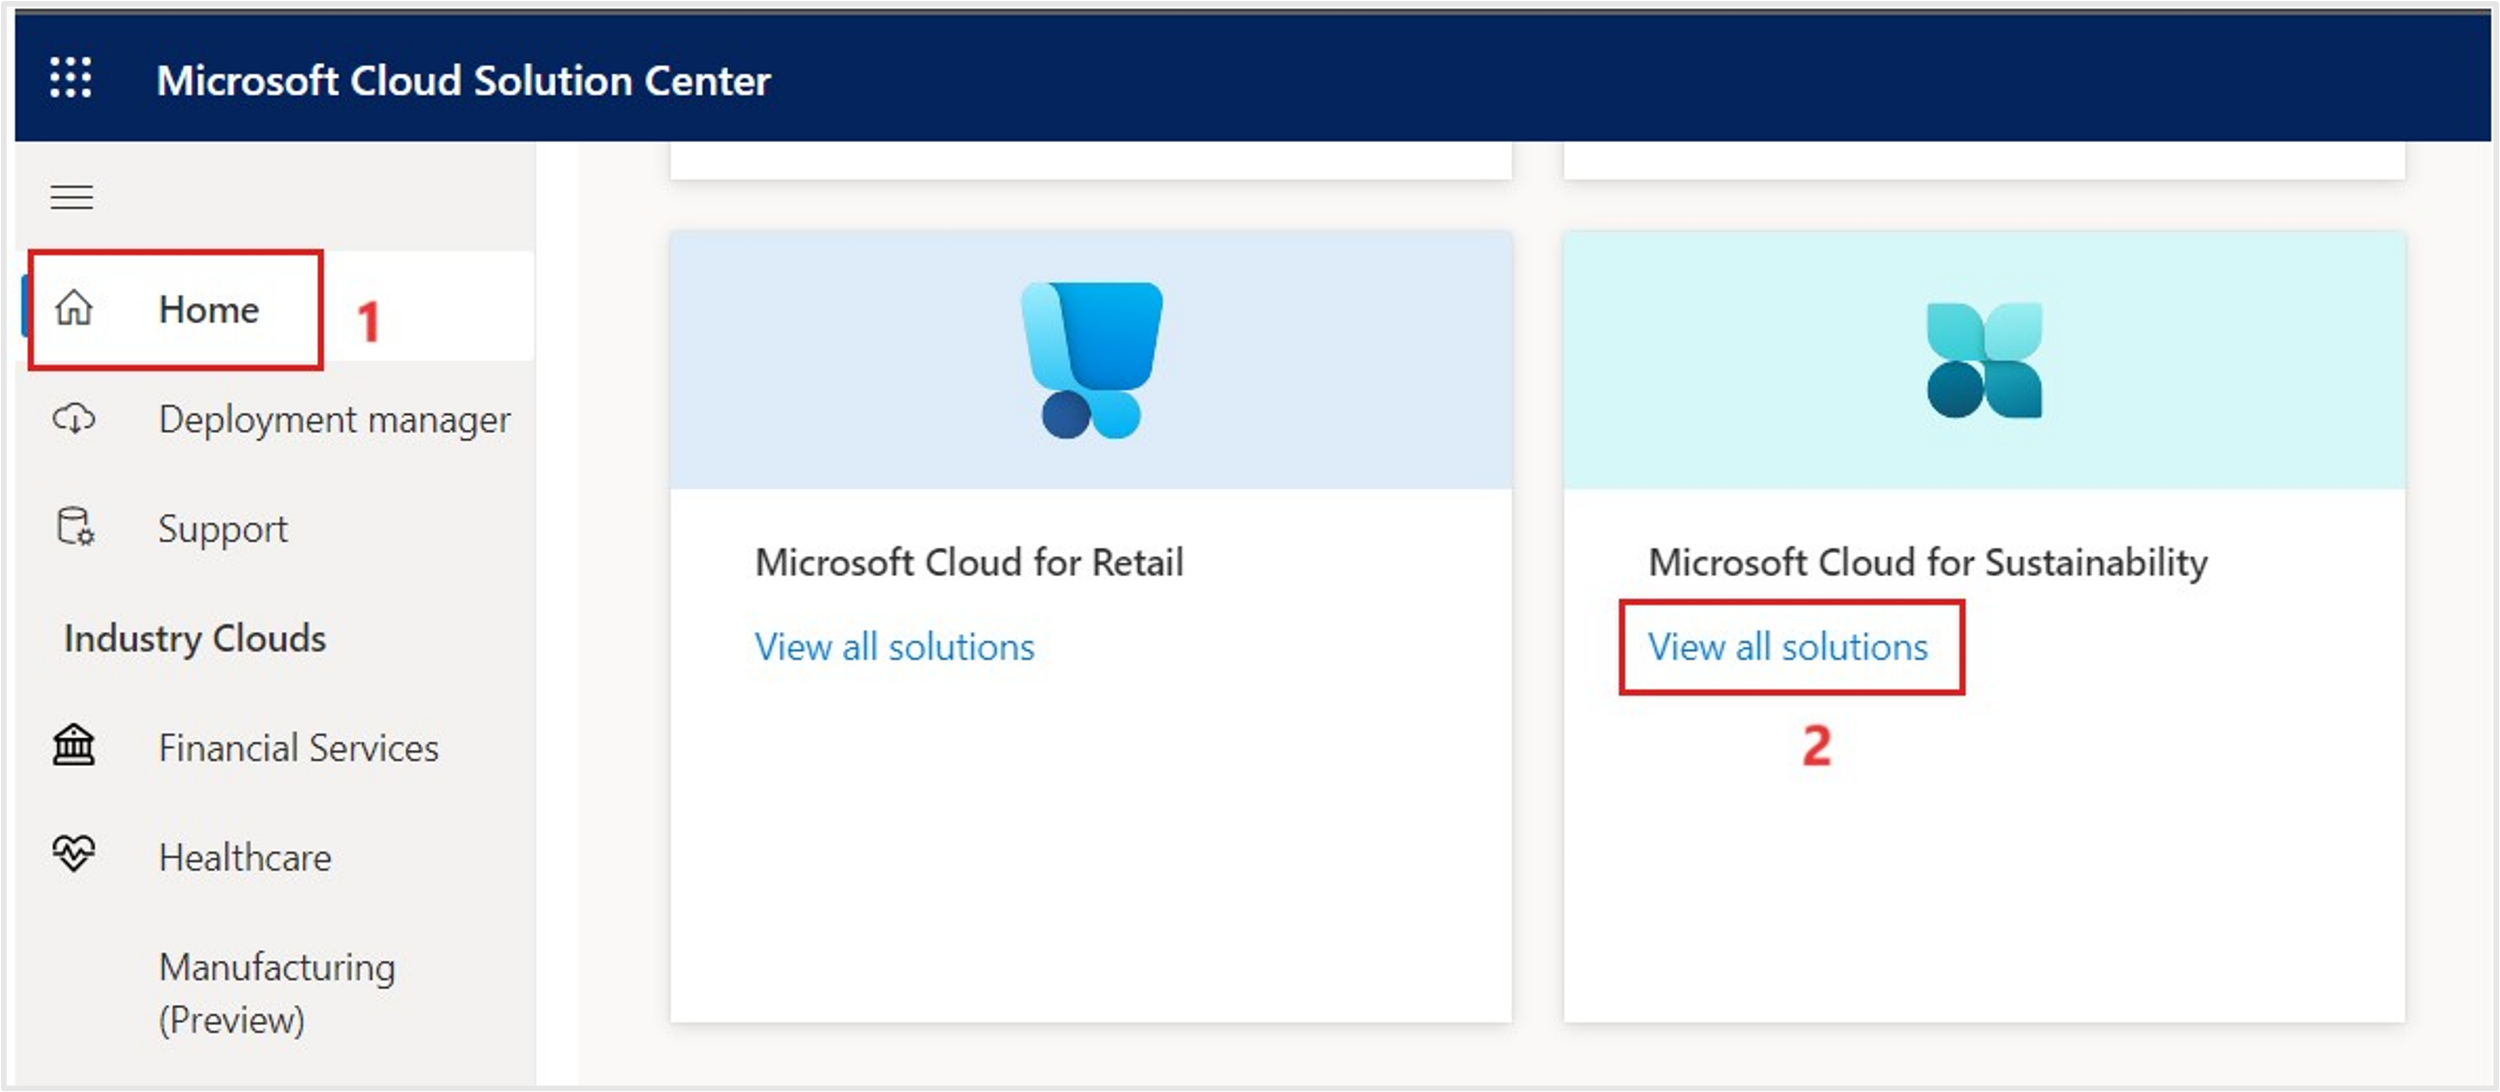 Microsoft Cloud Solution Center
Home
1
Deployment manager
Support
Industry Clouds
Financial Services
Healthcare
Manufacturing
(Preview)
Microsoft Cloud for Retail
View all solutions
Microsoft Cloud for Sustainability
View all solutions
2